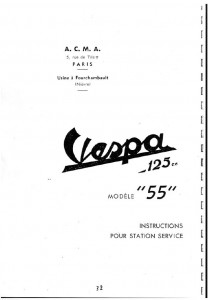 A. C. M. A.
PARIS
Usine à Fourchambault
(Nièvre)
Vespa
125cc
MODÈLE "55"
INSTRUCTIONS
POUR STATION SERVICE